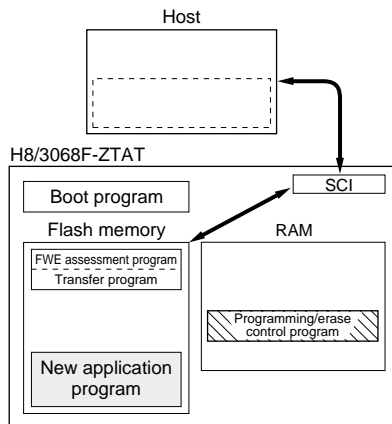 Host
H8/3068F-ZTAT
SCI
Boot program
Flash memory
RAM
FWE assessment program
Transfer program
Programming/erase
control program
New application
program